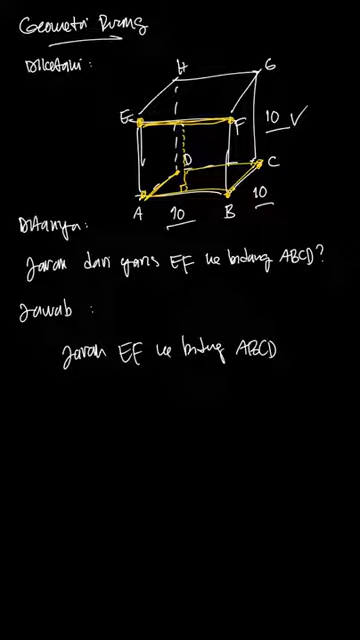 Geometri Ruang
Diketahui :
H
G
E
F
10
D
C
A
10
B
10
Ditanya :
Jarak dari garis EF ke bidang ABCD?
Jawab :
Jarak EF ke bidang ABCD